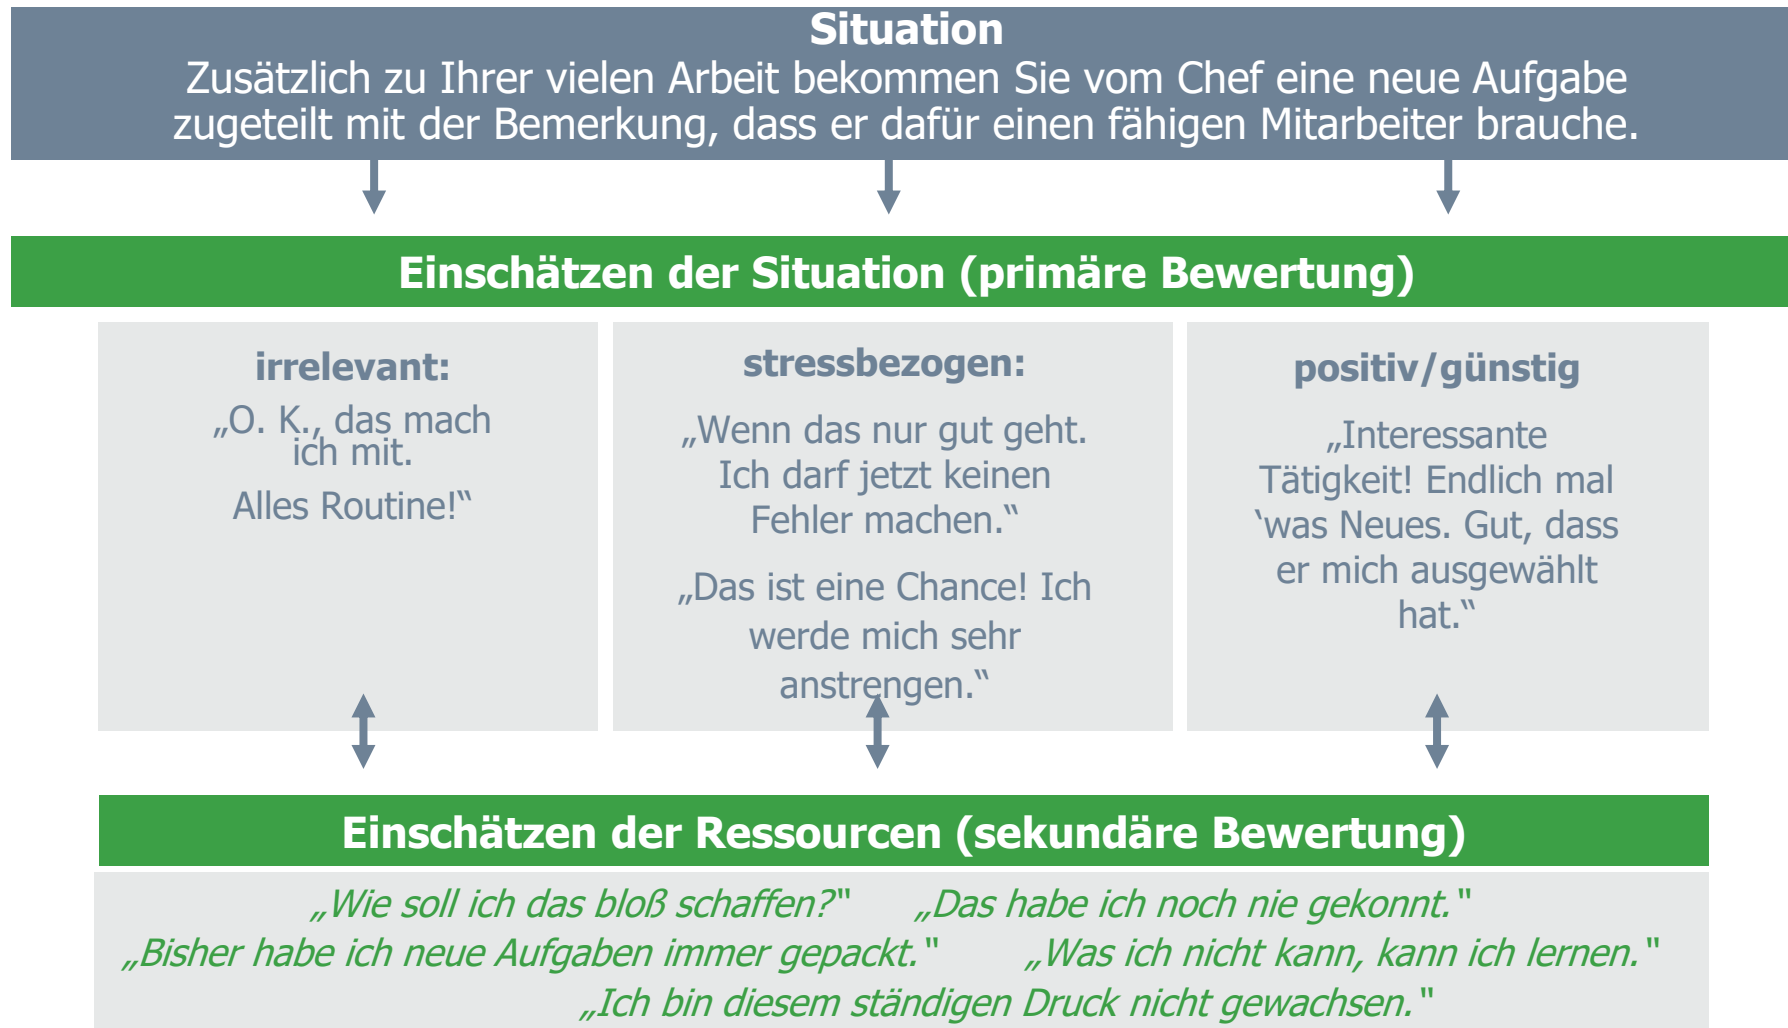 Situation
Zusätzlich zu Ihrer vielen Arbeit bekommen Sie vom Chef eine neue Aufgabe
zugeteilt mit der Bemerkung, dass er dafür einen fähigen Mitarbeiter brauche.
Einschätzen der Situation (primäre Bewertung)
irrelevant:
„O. K., das mach
ich mit.
Alles Routine!“
stressbezogen:
„Wenn das nur gut geht.
Ich darf jetzt keinen
Fehler machen.“
„Das ist eine Chance! Ich
werde mich sehr
anstrengen.“
positiv/günstig
„Interessante
Tätigkeit! Endlich mal
‘was Neues. Gut, dass
er mich ausgewählt
hat.“
Einschätzen der Ressourcen (sekundäre Bewertung)
„Wie soll ich das bloß schaffen?" „Das habe ich noch nie gekonnt."
„Bisher habe ich neue Aufgaben immer gepackt." „Was ich nicht kann, kann ich lernen."
„Ich bin diesem ständigen Druck nicht gewachsen."